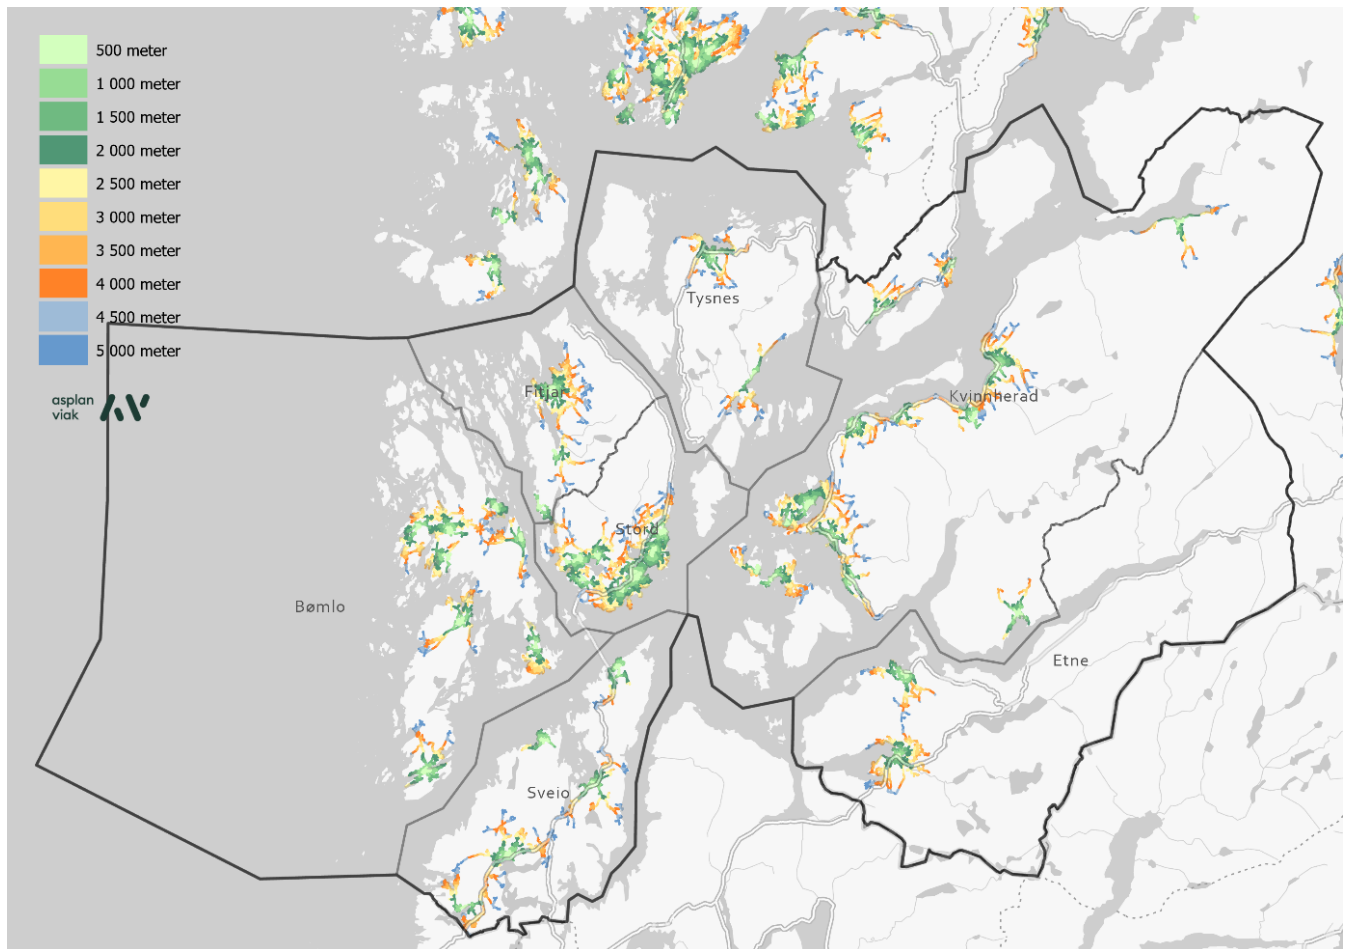 500 meter
1 000 meter
1 500 meter
2 000 meter
2 500 meter
3 000 meter
3 500 meter
4 000 meter
4 500 meter
5 000 meter
asplan
viak
Tysnes
Fitjar
Kvinnherad
Stord
Bømlo
Etne
Sveio